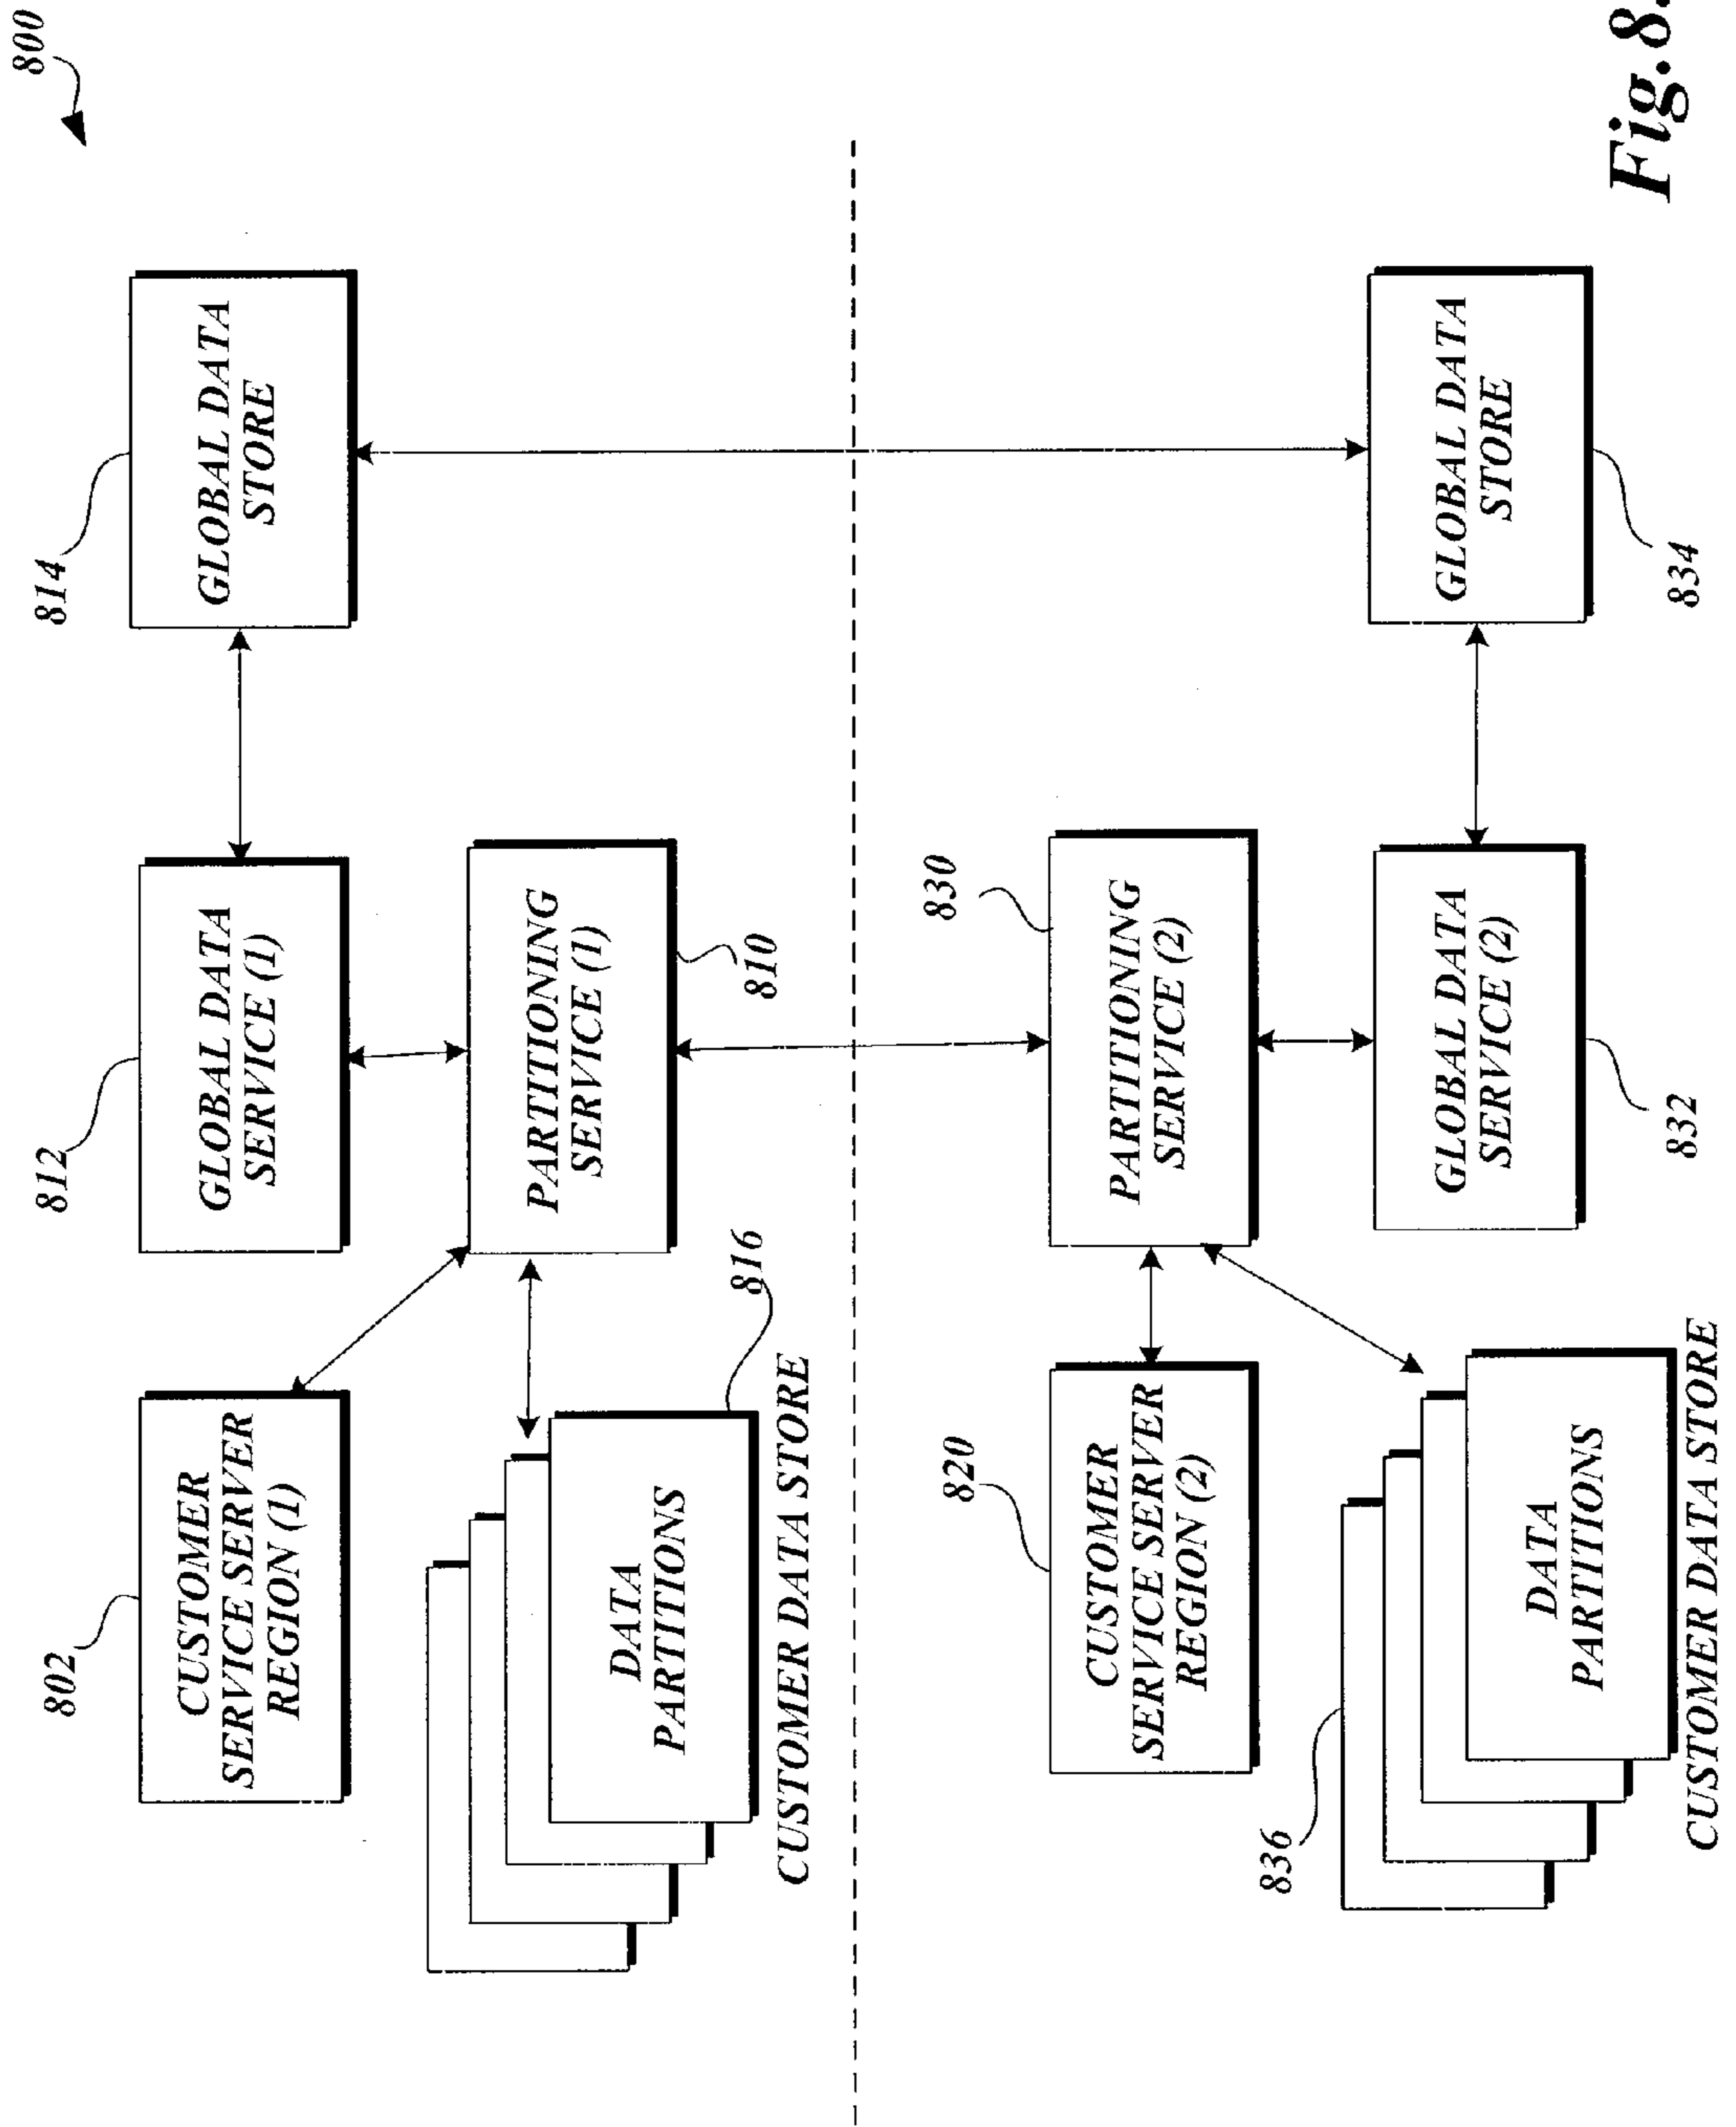 800
814
GLOBAL DATA
STORE
812
GLOBAL DATA
SERVICE (1)
PARTITIONING
SERVICE (1)
810
802
CUSTOMER
SERVICE SERVER
REGION (1)
816
DATA
PARTITIONS
CUSTOMER DATA STORE
820
CUSTOMER
SERVICE SERVER
REGION (2)
830
PARTITIONING
SERVICE (2)
GLOBAL DATA
SERVICE (2)
832
GLOBAL DATA
STORE
834
836
DATA
PARTITIONS
CUSTOMER DATA STORE
Fig.8.